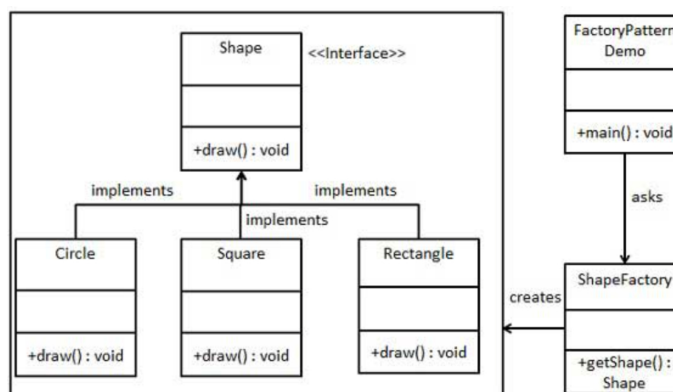 Shape
<<Interface>>
+draw() : void
implements
implements
implements
Circle
+draw() : void
Square
+draw() : void
Rectangle
+draw() : void
FactoryPattern
Demo
+main() : void
asks
ShapeFactory
creates
+getShape() :
Shape